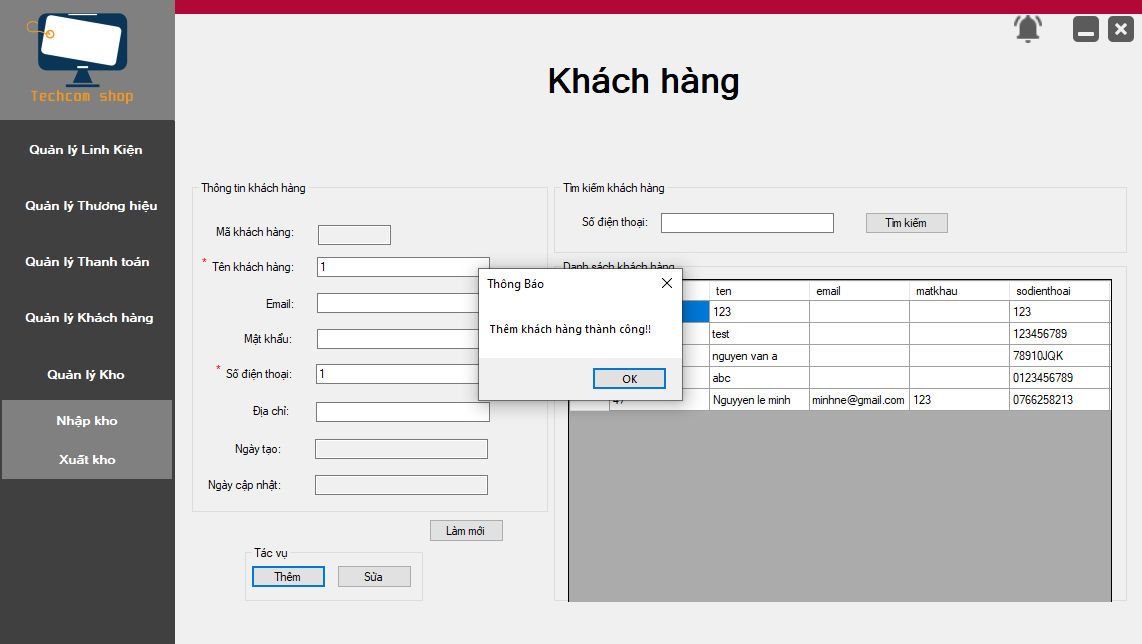 Techcom shop
Khách hàng
Quản lý Linh Kiện
Quản lý Thương hiệu
Quản lý Thanh toán
Quản lý Khách hàng
Quản lý Kho
Nhập kho
Xuất kho
Thông tin khách hàng
Mã khách hàng:
* Tên khách hàng: 1
Email:
Mật khẩu:
* Số điện thoại: 1
Địa chỉ:
Ngày tạo:
Ngày cập nhật:
Làm mới
Tác vụ
Thêm Sửa
Tìm kiếm khách hàng
Số điện thoại: Tìm kiếm
Danh sách khách hàng
ten email matkhau sodienthoai
123 123
test 123456789
nguyen van a 78910JQK
abc 0123456789
Nguyyen le minh minhne@gmail.com 123 0766258213
Thông Báo
Thêm khách hàng thành công!!
OK